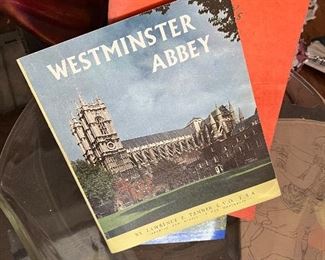 WESTMINSTER
ABBEY
BY LAWRENCE E. TANNER C.V.O. F.S.A.